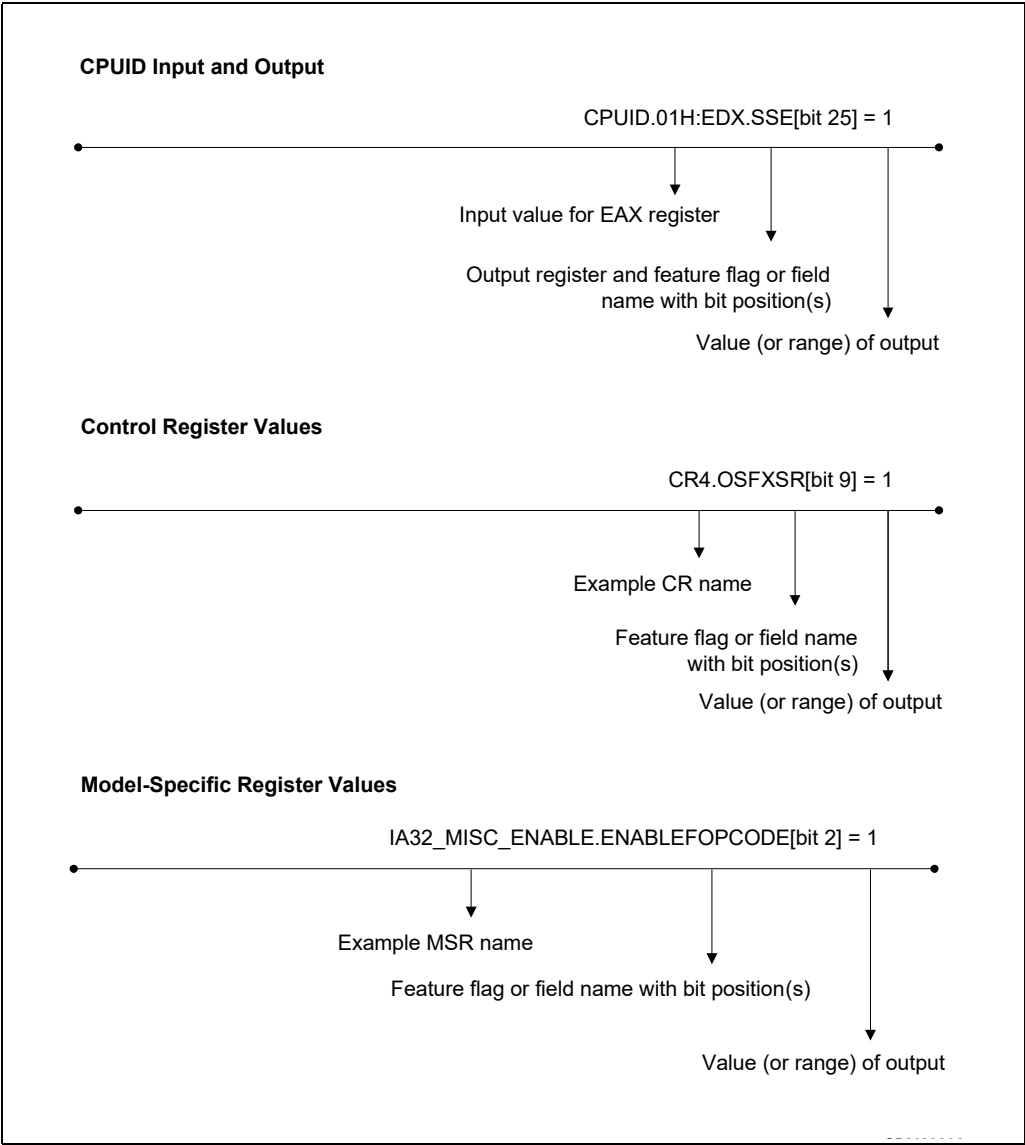 CPUID Input and Output
CPUID.01H:EDX.SSE[bit 25] = 1
Input value for EAX register
Output register and feature flag or field
name with bit position(s)
Value (or range) of output
Control Register Values
CR4.OSFXSR[bit 9] = 1
Example CR name
Feature flag or field name
with bit position(s)
Value (or range) of output
Model-Specific Register Values
IA32_MISC_ENABLE.ENABLEFOPCODE[bit 2] = 1
Example MSR name
Feature flag or field name with bit position(s)
Value (or range) of output